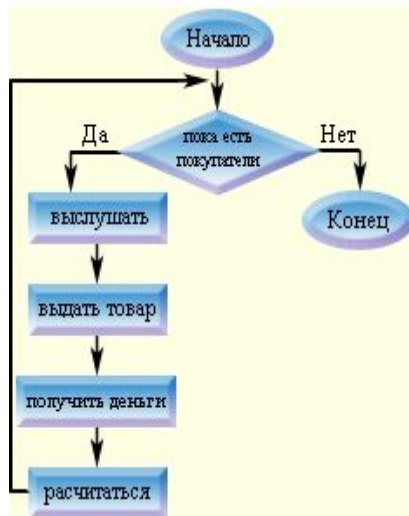 Начало
Да
пока есть
покупатели
Нет
выслушать
Конец
выдать товар
получить деньги
расчитаться